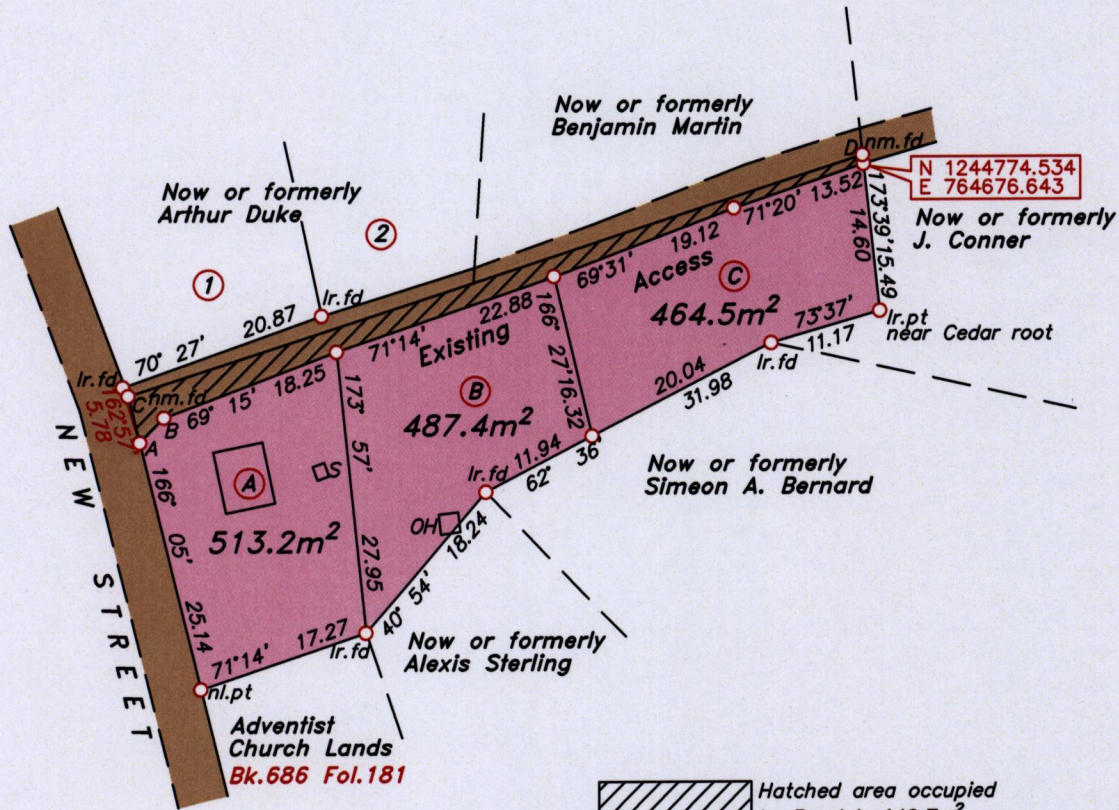 Now or formerly
Benjamin Martin
Now or formerly
Arthur Duke
D nm.fd
N 1244774.534
E 764676.643
Now or formerly
J. Conner
1
2
C
A
B
Ir.fd
70° 27' 20.87
Ir.fd
C hm.fd
162°57'
5.78
A
B
69° 15' 18.25
71°14' 22.88
69°31' 19.12
71°20' 13.52
173°39'15.49
14.60
Existing Access
464.5m²
487.4m²
513.2m²
166° 27' 16.32
173° 57' 27.95
166° 05' 25.14
73°37'
11.17
Ir.pt
near Cedar root
Ir.fd
20.04
31.98
11.94
62° 36'
Ir.fd
S
OH
18.24
40° 54'
71°14' 17.27
Ir.fd
nl.pt
Now or formerly
Simeon A. Bernard
Now or formerly
Alexis Sterling
NEW STREET
Adventist
Church Lands
Bk.686 Fol.181
Hatched area occupied